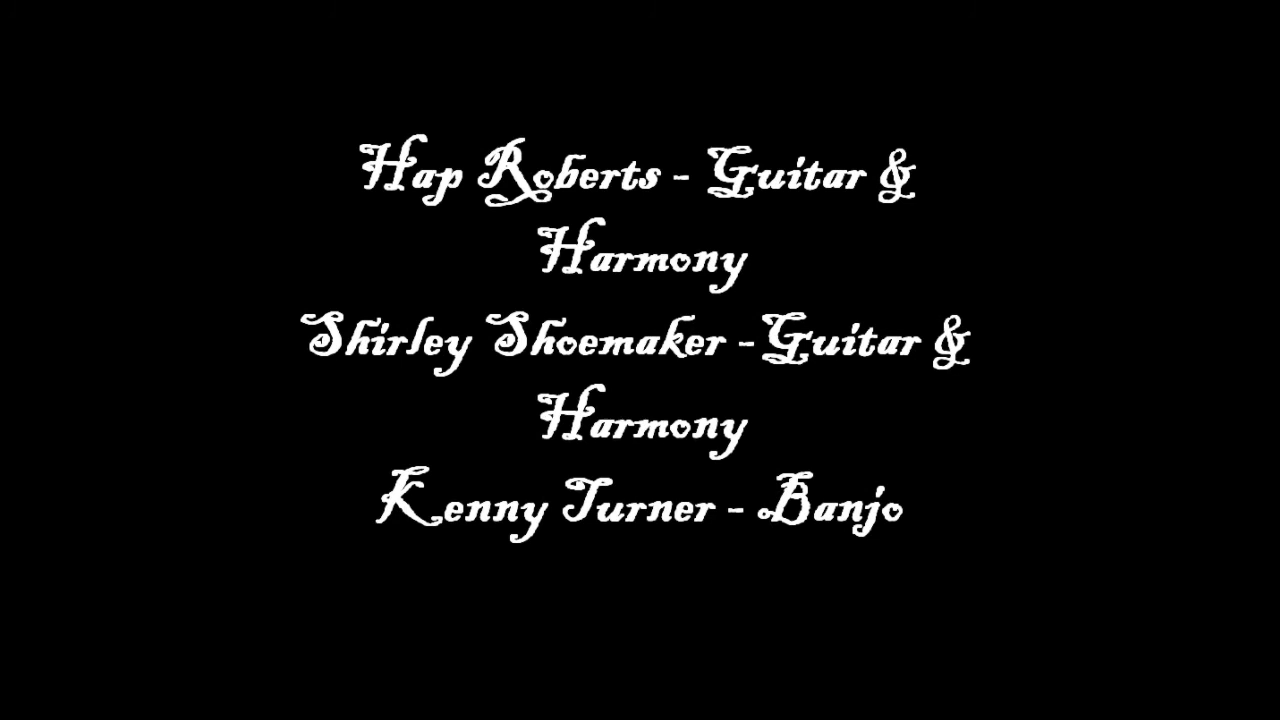 Hap Roberts - Guitar &
Harmony
Shirley Shoemaker -Guitar &
Harmony
Kenny Turner - Banjo